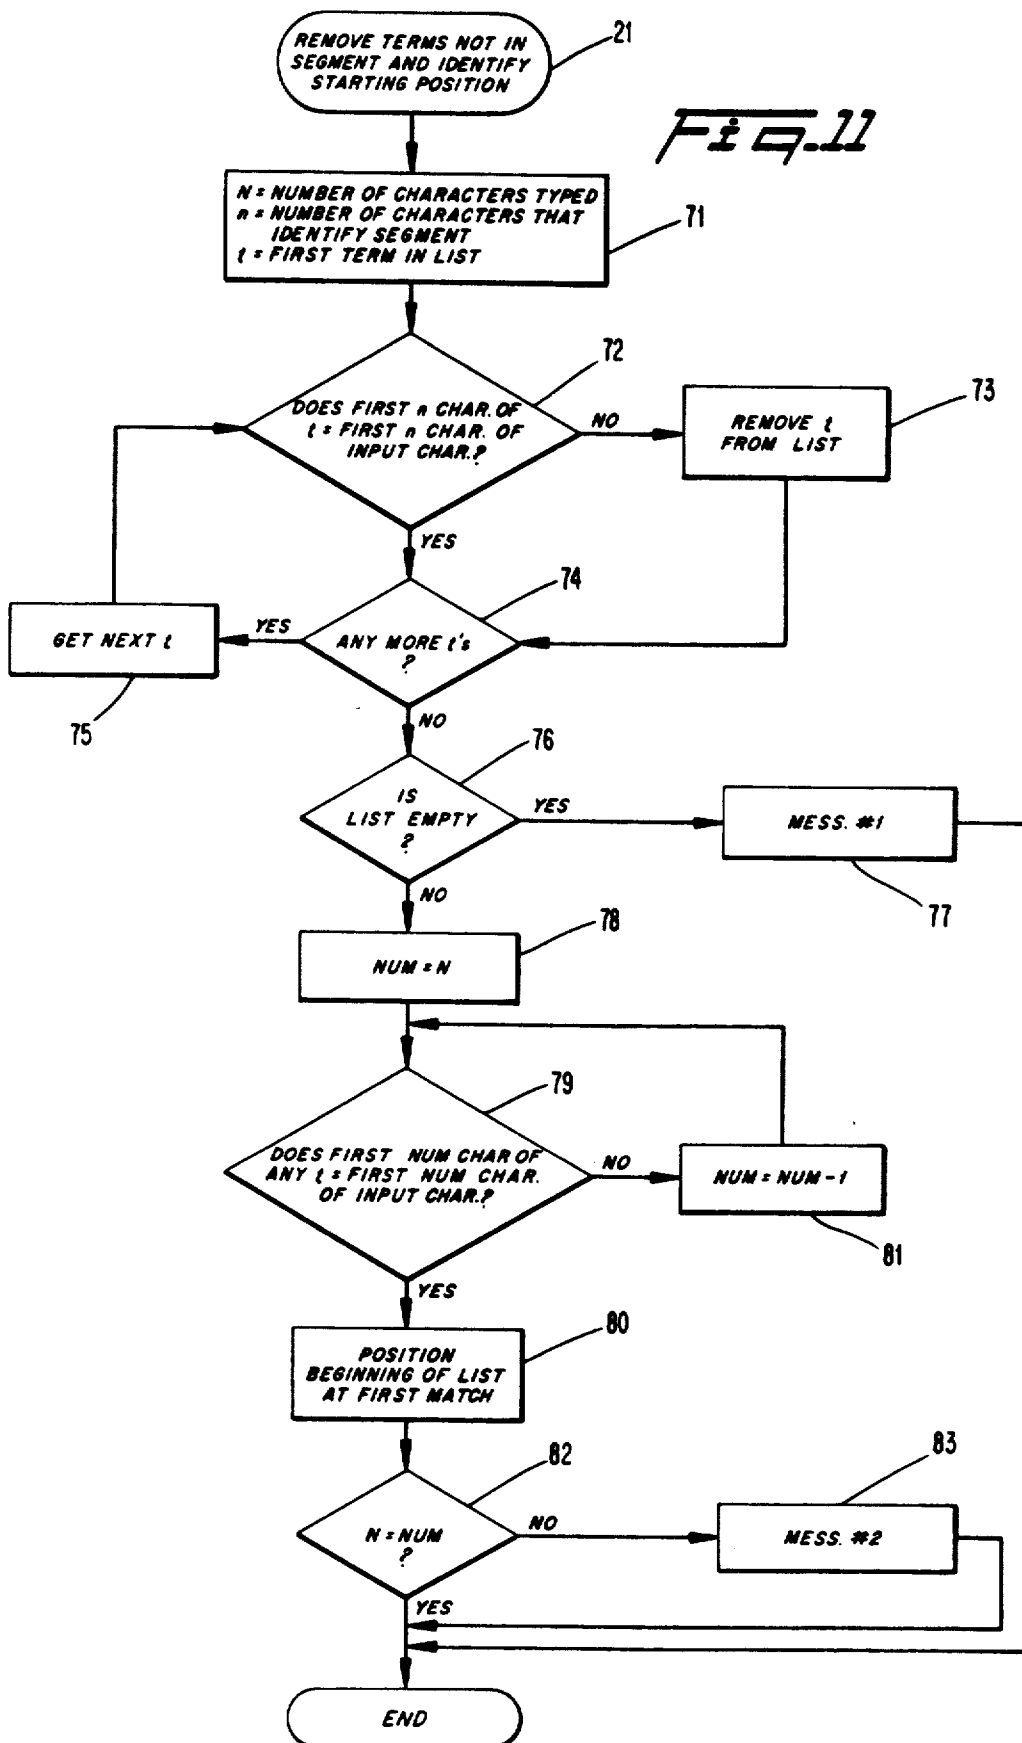 REMOVE TERMS NOT IN
SEGMENT AND IDENTIFY
STARTING POSITION
21
Fig. 11
N = NUMBER OF CHARACTERS TYPED
n = NUMBER OF CHARACTERS THAT
IDENTIFY SEGMENT
t = FIRST TERM IN LIST
71
DOES FIRST n CHAR. OF
t = FIRST n CHAR. OF
INPUT CHAR.?
72
NO
REMOVE t
FROM LIST
73
YES
ANY MORE t's
?
74
YES
GET NEXT t
75
NO
IS
LIST EMPTY
?
76
YES
MESS. #1
77
NO
NUM = N
78
DOES FIRST NUM CHAR OF
ANY t = FIRST NUM CHAR.
OF INPUT CHAR.?
79
NO
NUM = NUM - 1
81
YES
POSITION
BEGINNING OF LIST
AT FIRST MATCH
80
N = NUM
?
82
NO
MESS. #2
83
YES
END